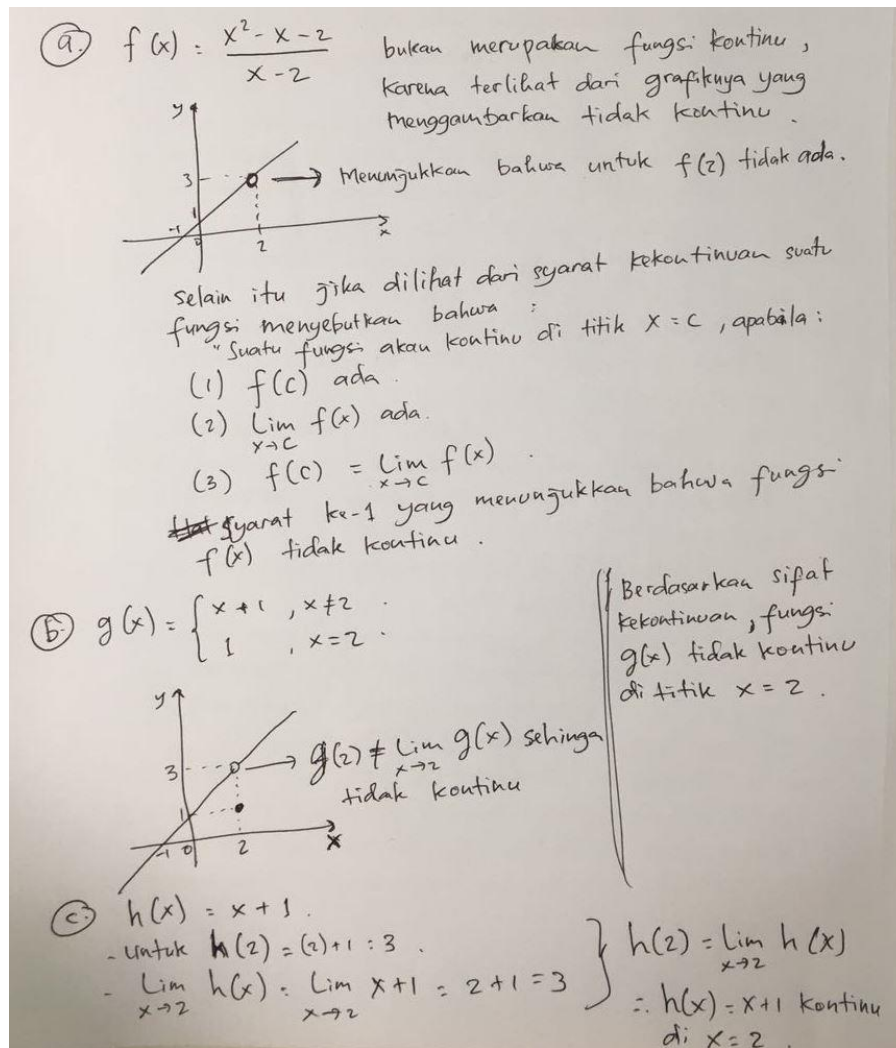 a. f(x) = x² - x - 2 / x - 2 bukan merupakan fungsi kontinu,
karena terlihat dari grafiknya yang
menggambarkan tidak kontinu.
y
3 → Menunjukkan bahwa untuk f(2) tidak ada.
1
-1 0 2 x
Selain itu jika dilihat dari syarat kekontinuan suatu
fungsi menyebutkan bahwa :
"Suatu fungsi akan kontinu di titik x = c, apabila :
(1) f(c) ada.
(2) lim x→c f(x) ada.
(3) f(c) = lim x→c f(x).
Syarat ke-1 yang menunjukkan bahwa fungsi
f(x) tidak kontinu.
b. g(x) = { x + 1 , x ≠ 2 .
1 , x = 2 .
y
3 → g(2) ≠ lim x→2 g(x) sehinga
tidak kontinu
1
-1 0 2 x
Berdasarkan sifat
kekontinuan, fungsi
g(x) tidak kontinu
di titik x = 2.
c. h(x) = x + 1.
- untuk h(2) = (2)+1 = 3.
- lim x→2 h(x) = lim x→2 x+1 = 2+1 = 3
} h(2) = lim x→2 h(x)
∴ h(x) = x+1 kontinu
di x = 2.